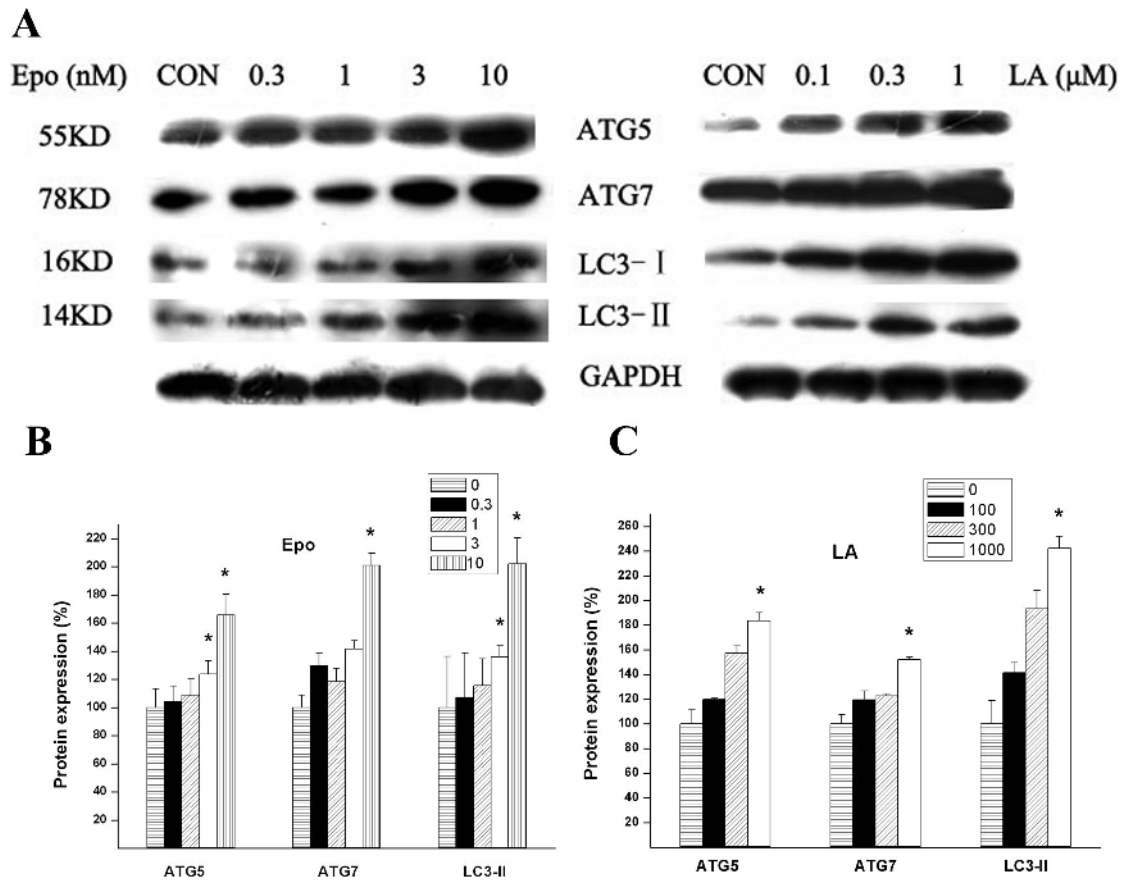 A
Epo (nM) CON 0.3 1 3 10
CON 0.1 0.3 1 LA (μM)
55KD
ATG5
78KD
ATG7
16KD
LC3-Ⅰ
14KD
LC3-Ⅱ
GAPDH
B
0
0.3
1
3
10
Epo
Protein expression (%)
220
200
180
160
140
120
100
80
60
40
20
* * * * *
ATG5 ATG7 LC3-II
C
0
100
300
1000
LA
Protein expression (%)
260
240
220
200
180
160
140
120
100
80
60
40
20
* * *
ATG5 ATG7 LC3-II